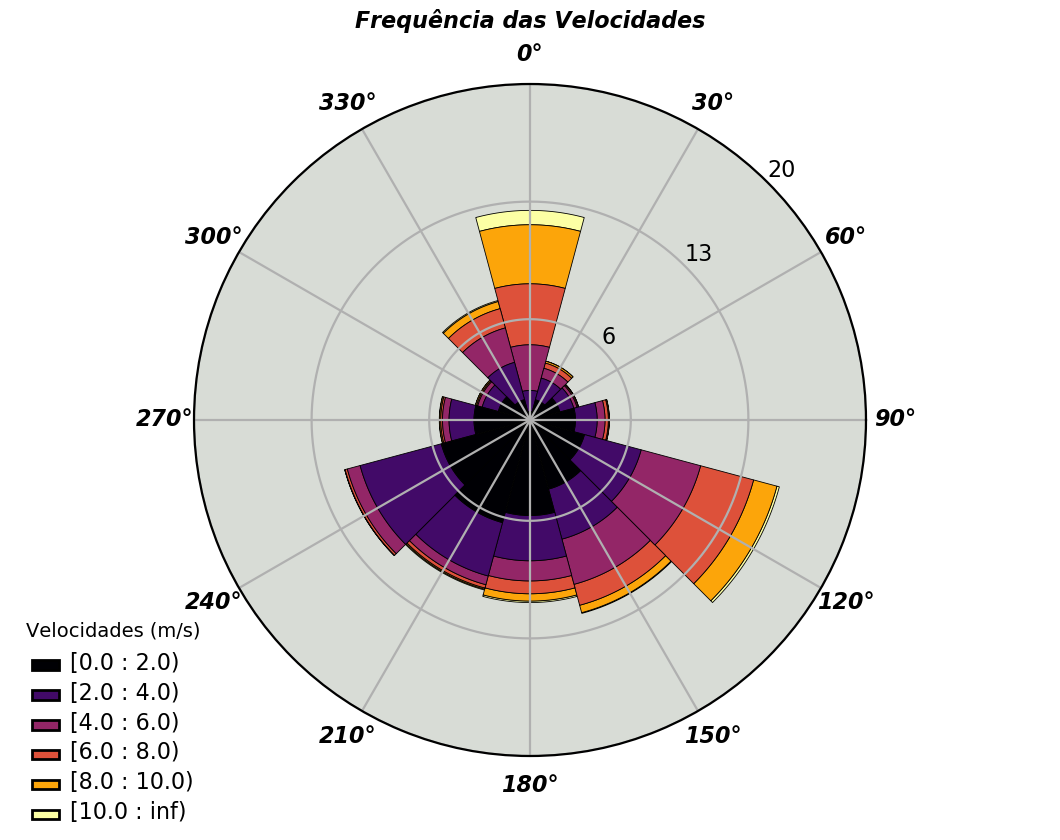 Frequência das Velocidades
0°
330°
30°
20
300°
60°
13
6
270°
90°
240°
120°
210°
150°
180°
Velocidades (m/s)
[0.0 : 2.0)
[2.0 : 4.0)
[4.0 : 6.0)
[6.0 : 8.0)
[8.0 : 10.0)
[10.0 : inf)